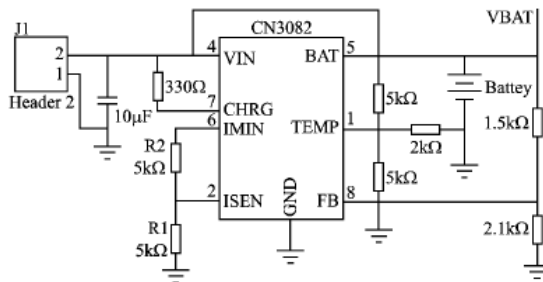 J1
2
1
Header 2
10μF
330Ω
R2
5kΩ
R1
5kΩ
CN3082
4
VIN
7
CHRG
6
IMIN
2
ISEN
GND
BAT
5
TEMP
1
FB
8
5kΩ
2kΩ
5kΩ
VBAT
Battey
1.5kΩ
2.1kΩ